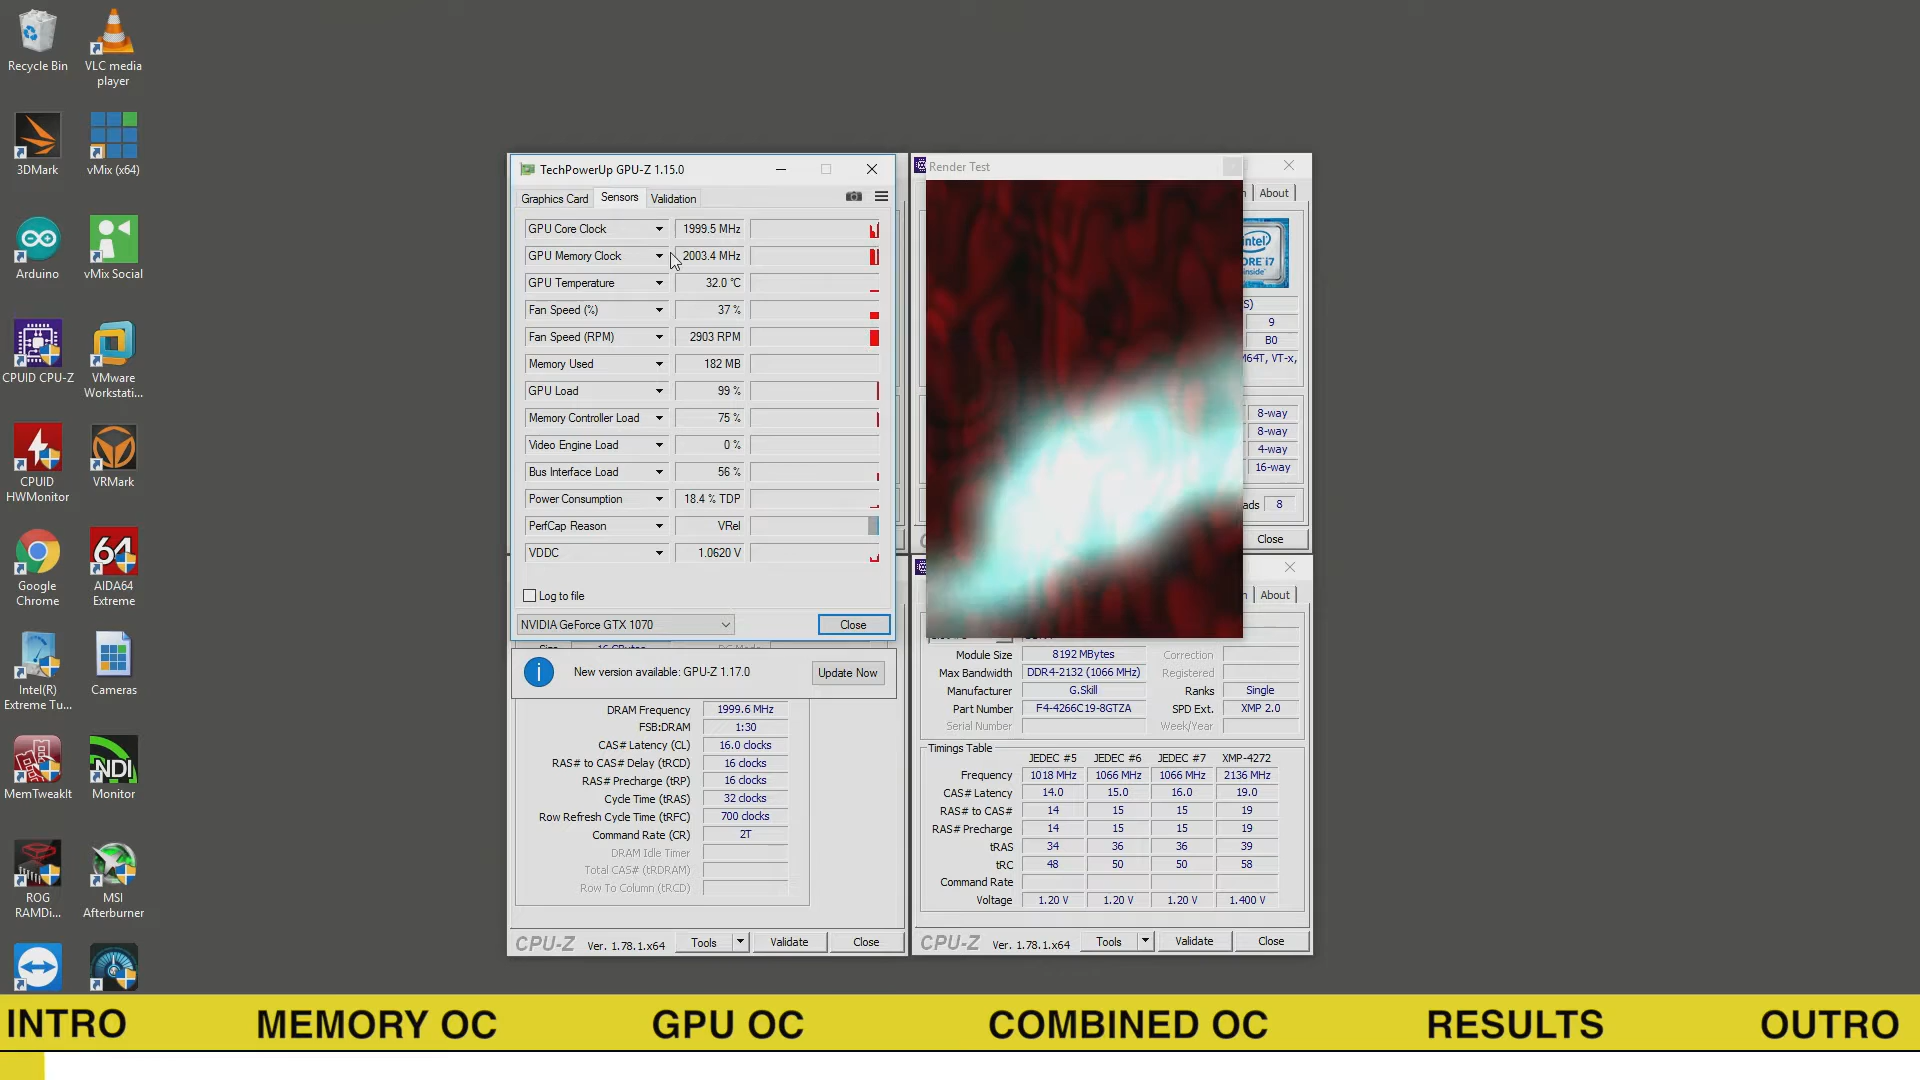 Recycle Bin
VLC media
player
3DMark
vMix (x64)
Arduino
vMix Social
CPUID CPU-Z
VMware
Workstati...
CPUID
HWMonitor
VRMark
Google
Chrome
AIDA64
Extreme
Intel(R)
Extreme Tu...
Cameras
MemTweakIt
Monitor
ROG
RAMDi...
MSI
Afterburner
64
NDI
TechPowerUp GPU-Z 1.15.0
Graphics Card Sensors Validation
GPU Core Clock 1999.5 MHz
GPU Memory Clock 2003.4 MHz
GPU Temperature 32.0 °C
Fan Speed (%) 37 %
Fan Speed (RPM) 2903 RPM
Memory Used 182 MB
GPU Load 99 %
Memory Controller Load 75 %
Video Engine Load 0 %
Bus Interface Load 56 %
Power Consumption 18.4 % TDP
PerfCap Reason VRel
VDDC 1.0620 V
Log to file
NVIDIA GeForce GTX 1070 Close
New version available: GPU-Z 1.17.0 Update Now
DRAM Frequency 1999.6 MHz
FSB:DRAM 1:30
CAS# Latency (CL) 16.0 clocks
RAS# to CAS# Delay (tRCD) 16 clocks
RAS# Precharge (tRP) 16 clocks
Cycle Time (tRAS) 32 clocks
Row Refresh Cycle Time (tRFC) 700 clocks
Command Rate (CR) 2T
DRAM Idle Timer
Total CAS# (tRDRAM)
Row To Column (tRCD)
CPU-Z Ver. 1.78.1.x64 Tools Validate Close
Render Test
About
intel
CORE i7
inside
9
B0
M64T, VT-x,
8-way
8-way
4-way
16-way
ads 8
Close
About
Module Size 8192 MBytes Correction
Max Bandwidth DDR4-2132 (1066 MHz) Registered
Manufacturer G.Skill Ranks Single
Part Number F4-4266C19-8GTZA SPD Ext. XMP 2.0
Serial Number Week/Year
Timings Table
JEDEC #5 JEDEC #6 JEDEC #7 XMP-4272
Frequency 1018 MHz 1066 MHz 1066 MHz 2136 MHz
CAS# Latency 14.0 15.0 16.0 19.0
RAS# to CAS# 14 15 15 19
RAS# Precharge 14 15 15 19
tRAS 34 36 36 39
tRC 48 50 50 58
Command Rate
Voltage 1.20 V 1.20 V 1.20 V 1.400 V
CPU-Z Ver. 1.78.1.x64 Tools Validate Close
INTRO MEMORY OC GPU OC COMBINED OC RESULTS OUTRO